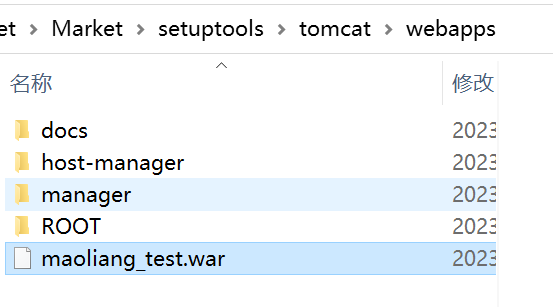 et > Market > setuptools > tomcat > webapps
名称 修改
docs 2023
host-manager 2023
manager 2023
ROOT 2023
maoliang_test.war 2023